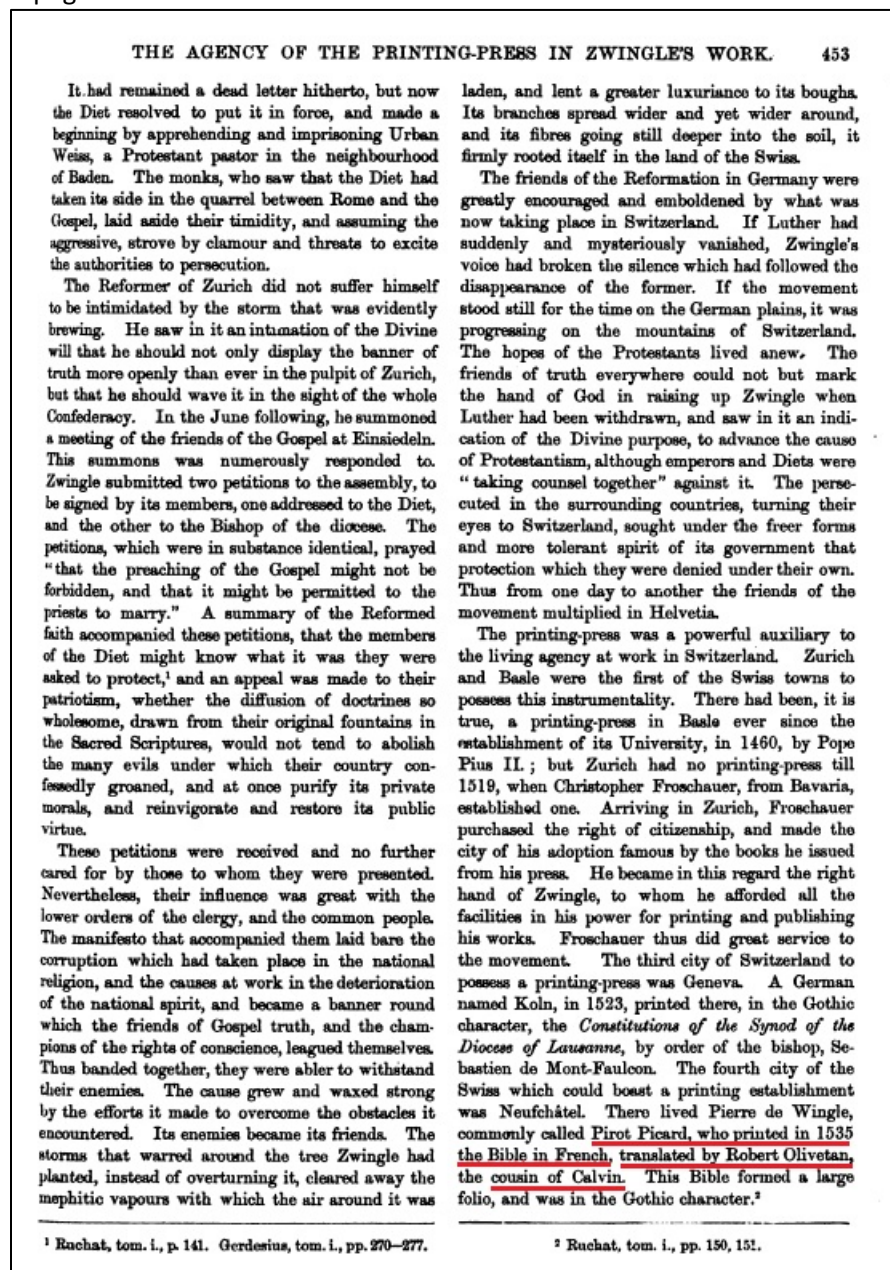 THE AGENCY OF THE PRINTING-PRESS IN ZWINGLE'S WORK. 453
It had remained a dead letter hitherto, but now
the Diet resolved to put it in force, and made a
beginning by apprehending and imprisoning Urban
Weiss, a Protestant pastor in the neighbourhood
of Baden. The monks, who saw that the Diet had
taken its side in the quarrel between Rome and the
Gospel, laid aside their timidity, and assuming the
aggressive, strove by clamour and threats to excite
the authorities to persecution.
The Reformer of Zurich did not suffer himself
to be intimidated by the storm that was evidently
brewing. He saw in it an intimation of the Divine
will that he should not only display the banner of
truth more openly than ever in the pulpit of Zurich,
but that he should wave it in the sight of the whole
Confederacy. In the June following, he summoned
a meeting of the friends of the Gospel at Einsiedeln.
This summons was numerously responded to.
Zwingle submitted two petitions to the assembly, to
be signed by its members, one addressed to the Diet,
and the other to the Bishop of the diocese. The
petitions, which were in substance identical, prayed
"that the preaching of the Gospel might not be
forbidden, and that it might be permitted to the
priests to marry." A summary of the Reformed
faith accompanied these petitions, that the members
of the Diet might know what it was they were
asked to protect,¹ and an appeal was made to their
patriotism, whether the diffusion of doctrines so
wholesome, drawn from their original fountains in
the Sacred Scriptures, would not tend to abolish
the many evils under which their country con-
fessedly groaned, and at once purify its private
morals, and reinvigorate and restore its public
virtue.
These petitions were received and no further
cared for by those to whom they were presented.
Nevertheless, their influence was great with the
lower orders of the clergy, and the common people.
The manifesto that accompanied them laid bare the
corruption which had taken place in the national
religion, and the causes at work in the deterioration
of the national spirit, and became a banner round
which the friends of Gospel truth, and the cham-
pions of the rights of conscience, leagued themselves.
Thus banded together, they were abler to withstand
their enemies. The cause grew and waxed strong
by the efforts it made to overcome the obstacles it
encountered. Its enemies became its friends. The
storms that warred around the tree Zwingle had
planted, instead of overturning it, cleared away the
mephitic vapours with which the air around it was
¹ Ruchat, tom. i., p. 141. Gerdesius, tom. i., pp. 270–277.
laden, and lent a greater luxuriance to its boughs.
Its branches spread wider and yet wider around,
and its fibres going still deeper into the soil, it
firmly rooted itself in the land of the Swiss.
The friends of the Reformation in Germany were
greatly encouraged and emboldened by what was
now taking place in Switzerland. If Luther had
suddenly and mysteriously vanished, Zwingle's
voice had broken the silence which had followed the
disappearance of the former. If the movement
stood still for the time on the German plains, it was
progressing on the mountains of Switzerland.
The hopes of the Protestants lived anew. The
friends of truth everywhere could not but mark
the hand of God in raising up Zwingle when
Luther had been withdrawn, and saw in it an indi-
cation of the Divine purpose, to advance the cause
of Protestantism, although emperors and Diets were
"taking counsel together" against it. The perse-
cuted in the surrounding countries, turning their
eyes to Switzerland, sought under the freer forms
and more tolerant spirit of its government that
protection which they were denied under their own.
Thus from one day to another the friends of the
movement multiplied in Helvetia.
The printing-press was a powerful auxiliary to
the living agency at work in Switzerland. Zurich
and Basle were the first of the Swiss towns to
possess this instrumentality. There had been, it is
true, a printing-press in Basle ever since the
establishment of its University, in 1460, by Pope
Pius II.; but Zurich had no printing-press till
1519, when Christopher Froschauer, from Bavaria,
established one. Arriving in Zurich, Froschauer
purchased the right of citizenship, and made the
city of his adoption famous by the books he issued
from his press. He became in this regard the right
hand of Zwingle, to whom he afforded all the
facilities in his power for printing and publishing
his works. Froschauer thus did great service to
the movement. The third city of Switzerland to
possess a printing-press was Geneva. A German
named Koln, in 1523, printed there, in the Gothic
character, the Constitutions of the Synod of the
Diocese of Lausanne, by order of the bishop, Se-
bastien de Mont-Faulcon. The fourth city of the
Swiss which could boast a printing establishment
was Neufchâtel. There lived Pierre de Wingle,
commonly called Pirot Picard, who printed in 1535
the Bible in French, translated by Robert Olivetan,
the cousin of Calvin. This Bible formed a large
folio, and was in the Gothic character.²
² Ruchat, tom. i., pp. 150, 151.